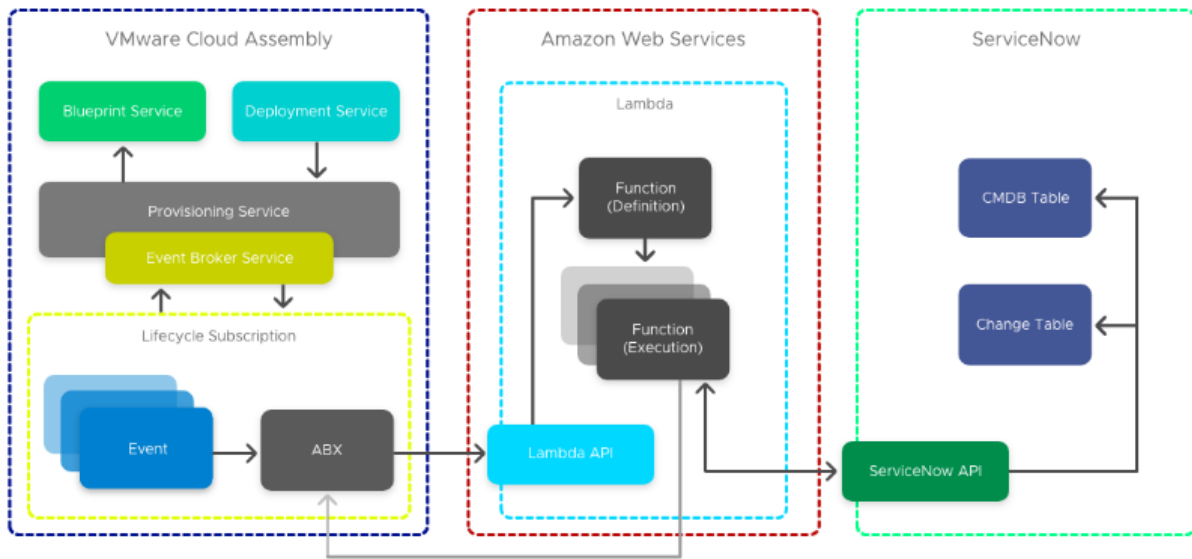 VMware Cloud Assembly
Blueprint Service
Deployment Service
Provisioning Service
Event Broker Service
Lifecycle Subscription
Event
ABX
Amazon Web Services
Lambda
Function
(Definition)
Function
(Execution)
Lambda API
ServiceNow
CMDB Table
Change Table
ServiceNow API